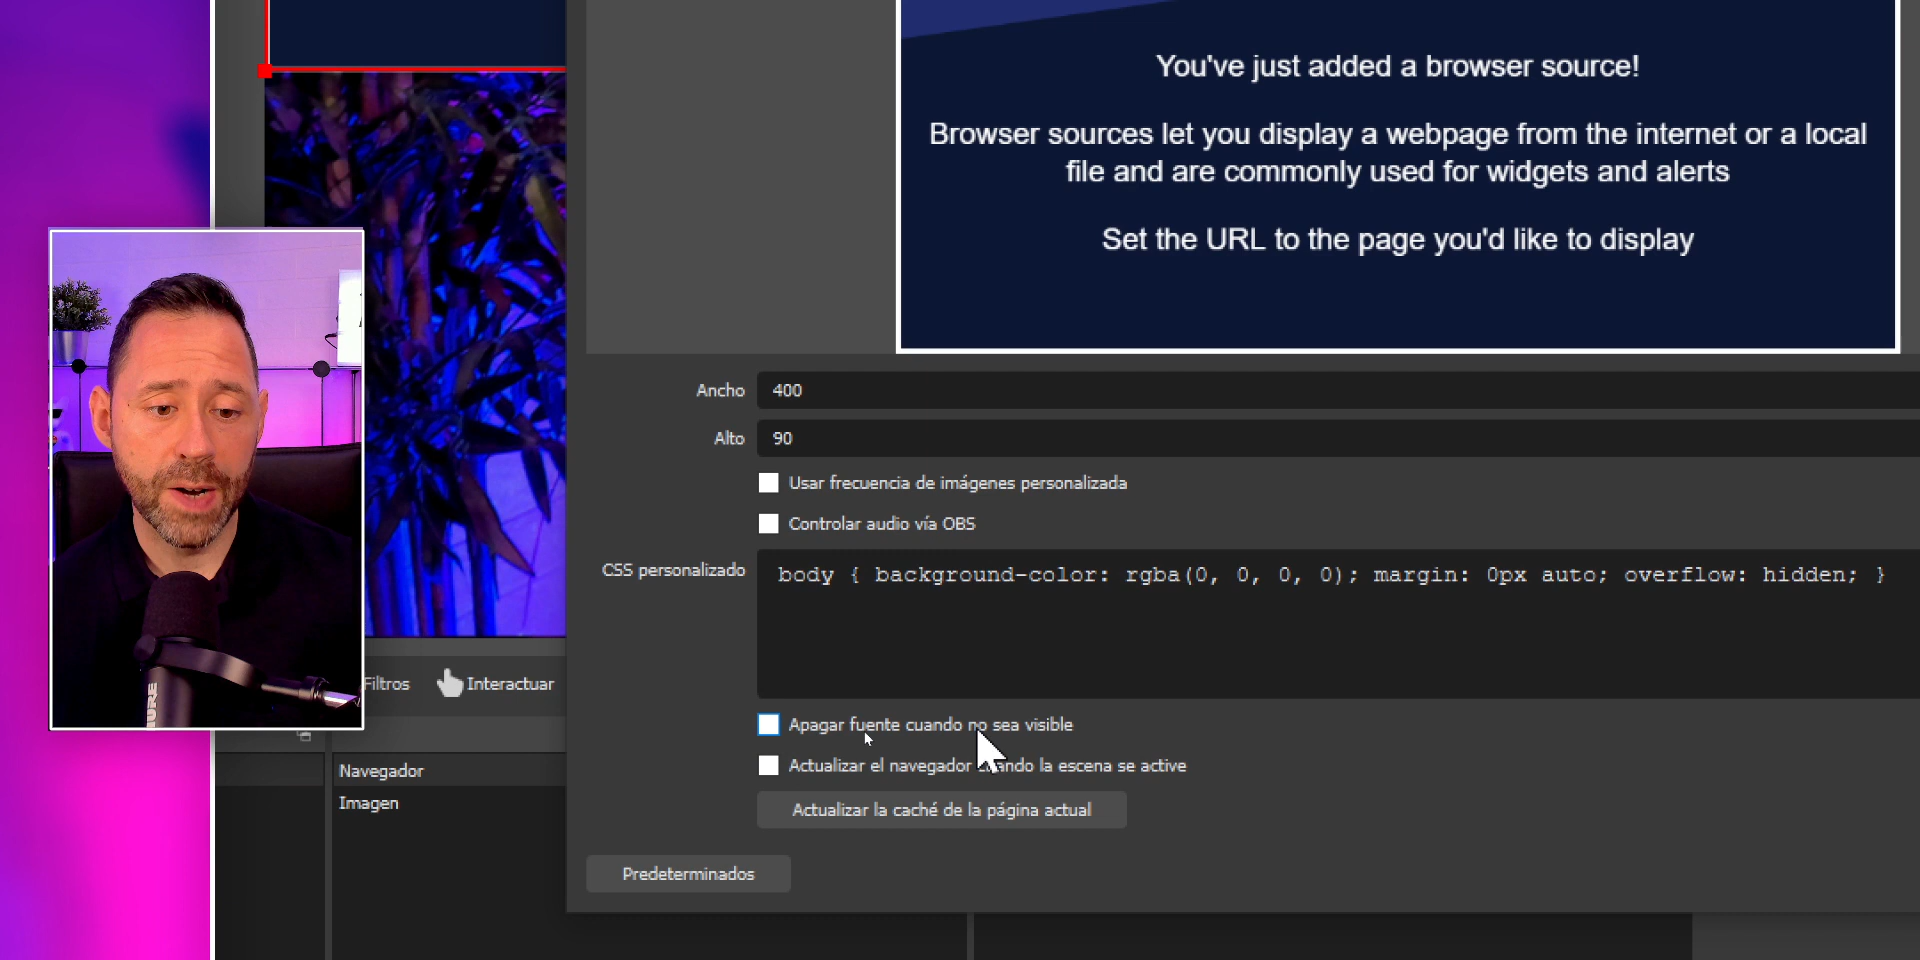 You've just added a browser source!
Browser sources let you display a webpage from the internet or a local
file and are commonly used for widgets and alerts
Set the URL to the page you'd like to display
Ancho 400
Alto 90
Usar frecuencia de imágenes personalizada
Controlar audio vía OBS
CSS personalizado body { background-color: rgba(0, 0, 0, 0); margin: 0px auto; overflow: hidden; }
Filtros Interactuar
Apagar fuente cuando no sea visible
Actualizar el navegador cuando la escena se active
Actualizar la caché de la página actual
Predeterminados
Navegador
Imagen